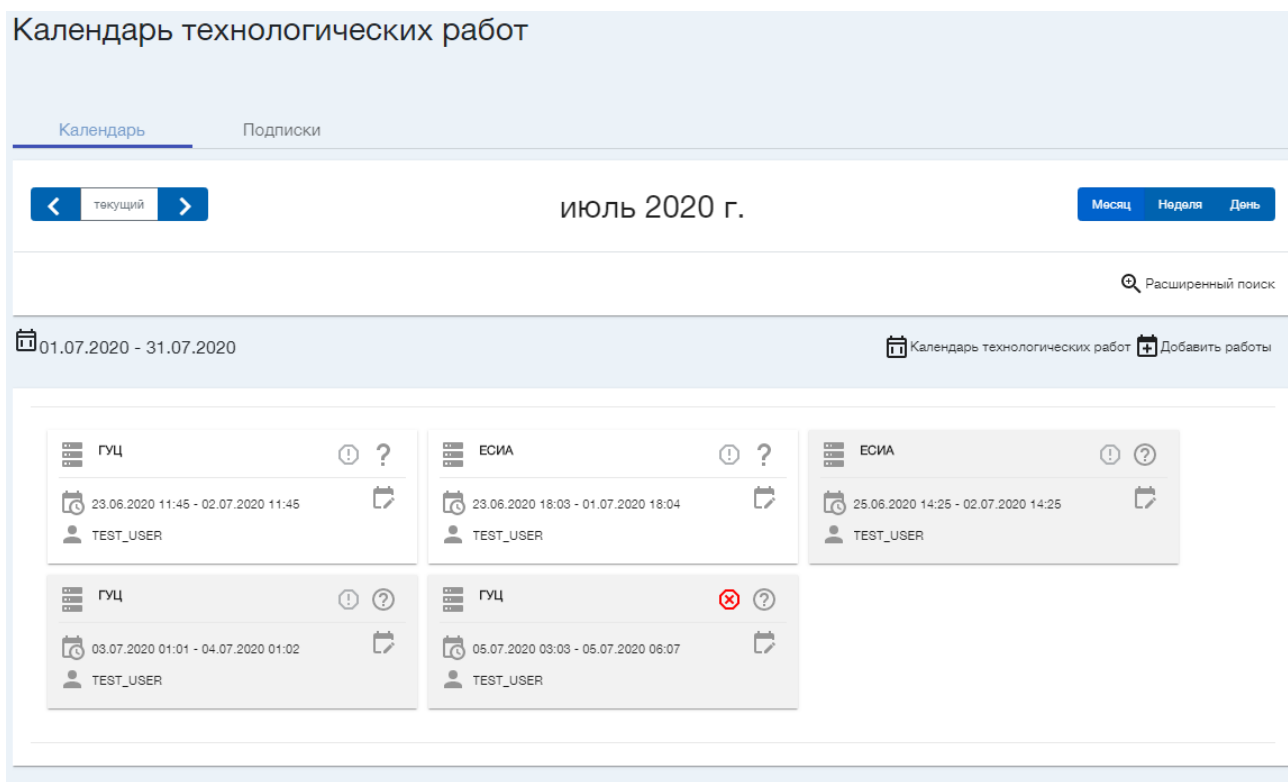 Календарь технологических работ
Календарь Подписки
текущий июль 2020 г. Месяц Неделя День
Расширенный поиск
01.07.2020 - 31.07.2020 Календарь технологических работ Добавить работы
ГУЦ ЕСИА ЕСИА
23.06.2020 11:45 - 02.07.2020 11:45 23.06.2020 18:03 - 01.07.2020 18:04 25.06.2020 14:25 - 02.07.2020 14:25
TEST_USER TEST_USER TEST_USER
ГУЦ ГУЦ
03.07.2020 01:01 - 04.07.2020 01:02 05.07.2020 03:03 - 05.07.2020 06:07
TEST_USER TEST_USER